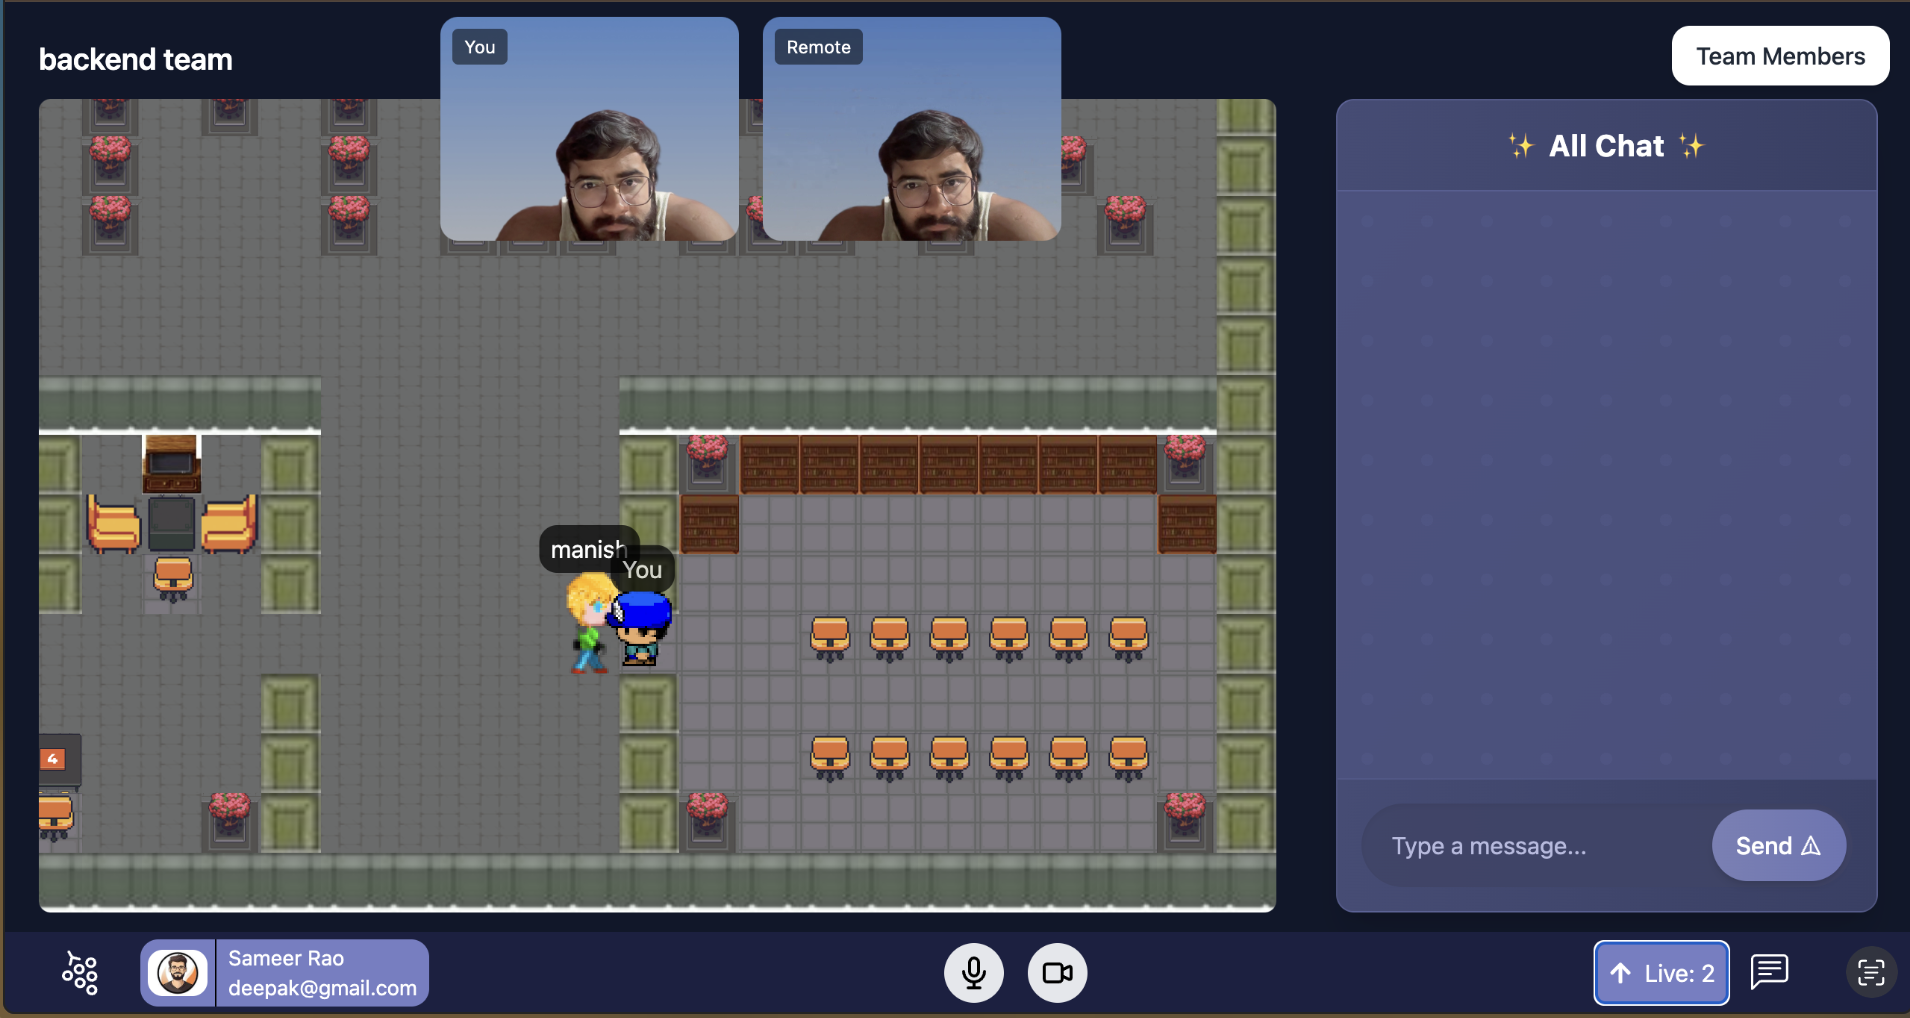 backend team
You
Remote
Team Members
✨ All Chat ✨
manish
You
4
Type a message...
Send
Sameer Rao
deepak@gmail.com
Live: 2